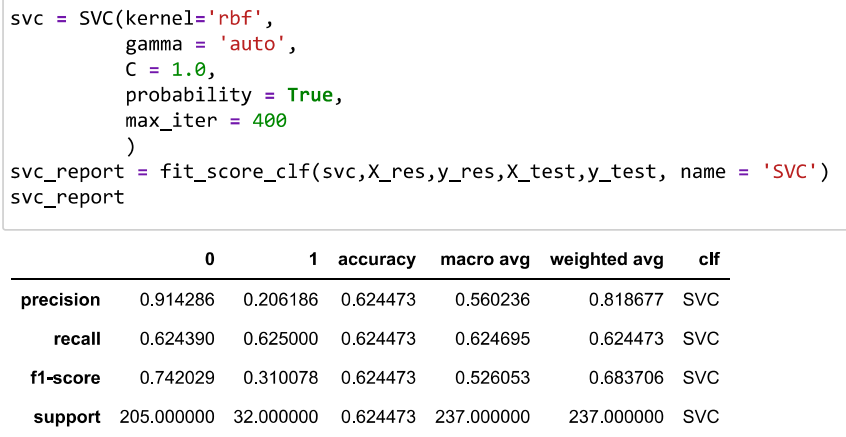 svc = SVC(kernel='rbf',
gamma = 'auto',
C = 1.0,
probability = True,
max_iter = 400
)
svc_report = fit_score_clf(svc,X_res,y_res,X_test,y_test, name = 'SVC')
svc_report
0 1 accuracy macro avg weighted avg clf
precision 0.914286 0.206186 0.624473 0.560236 0.818677 SVC
recall 0.624390 0.625000 0.624473 0.624695 0.624473 SVC
f1-score 0.742029 0.310078 0.624473 0.526053 0.683706 SVC
support 205.000000 32.000000 0.624473 237.000000 237.000000 SVC